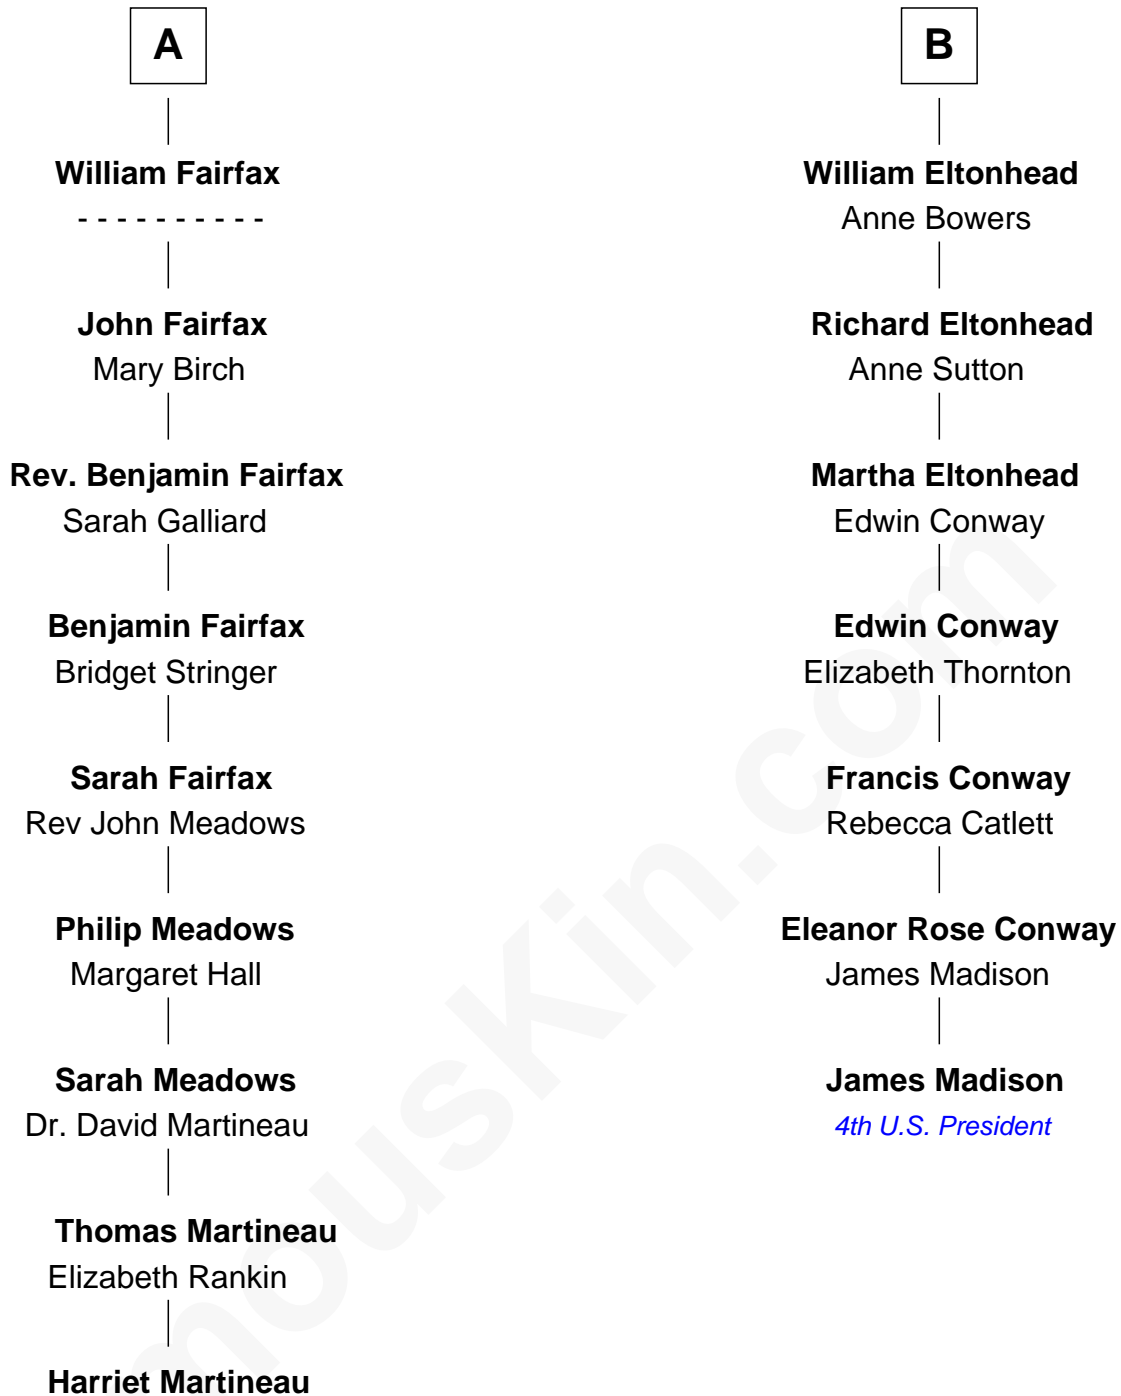 A
William Fairfax
- - - - - - - - - -
John Fairfax
Mary Birch
Rev. Benjamin Fairfax
Sarah Galliard
Benjamin Fairfax
Bridget Stringer
Sarah Fairfax
Rev John Meadows
Philip Meadows
Margaret Hall
Sarah Meadows
Dr. David Martineau
Thomas Martineau
Elizabeth Rankin
Harriet Martineau
B
William Eltonhead
Anne Bowers
Richard Eltonhead
Anne Sutton
Martha Eltonhead
Edwin Conway
Edwin Conway
Elizabeth Thornton
Francis Conway
Rebecca Catlett
Eleanor Rose Conway
James Madison
James Madison
4th U.S. President
mousKin.com